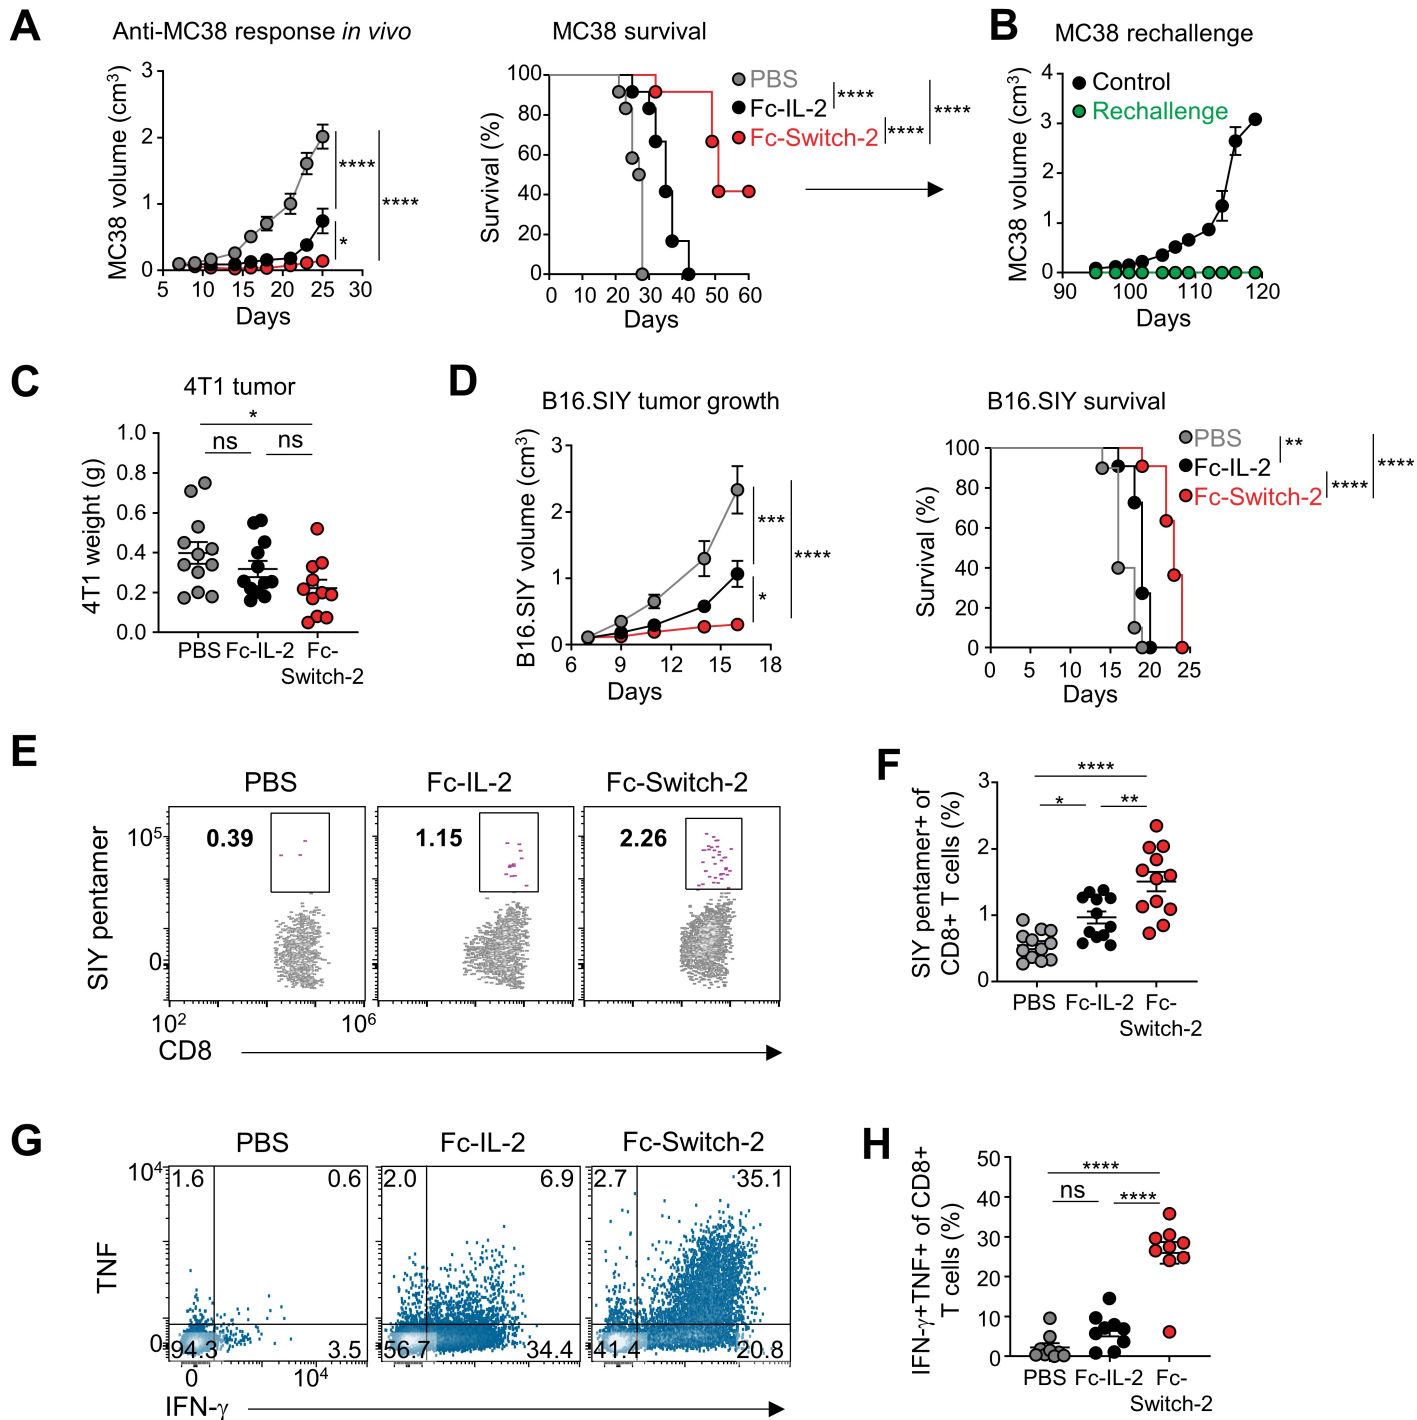 A
Anti-MC38 response in vivo
MC38 volume (cm3)
3
2
1
0
5 10 15 20 25 30
Days
****
*
****
MC38 survival
Survival (%)
100
80
60
40
20
0
0 10 20 30 40 50 60
Days
PBS
Fc-IL-2
Fc-Switch-2
****
****
****
B
MC38 rechallenge
MC38 volume (cm3)
4
3
2
1
0
90 100 110 120
Days
Control
Rechallenge
C
4T1 tumor
4T1 weight (g)
1.0
0.8
0.6
0.4
0.2
0.0
*
ns ns
PBS Fc-IL-2 Fc-
Switch-2
D
B16.SIY tumor growth
B16.SIY volume (cm3)
3
2
1
0
6 9 12 15 18
Days
***
*
****
B16.SIY survival
Survival (%)
100
80
60
40
20
0
0 5 10 15 20 25
Days
PBS
Fc-IL-2
Fc-Switch-2
**
****
****
E
PBS Fc-IL-2 Fc-Switch-2
SIY pentamer
105
0
0.39 1.15 2.26
102 106
CD8
F
SIY pentamer+ of
CD8+ T cells (%)
3
2
1
0
****
* **
PBS Fc-IL-2 Fc-
Switch-2
G
PBS Fc-IL-2 Fc-Switch-2
TNF
104
0
1.6 0.6 2.0 6.9 2.7 35.1
94.3 3.5 56.7 34.4 41.4 20.8
0 104
IFN-γ
H
IFN-γ+TNF+ of CD8+
T cells (%)
50
40
30
20
10
0
****
ns ****
PBS Fc-IL-2 Fc-
Switch-2